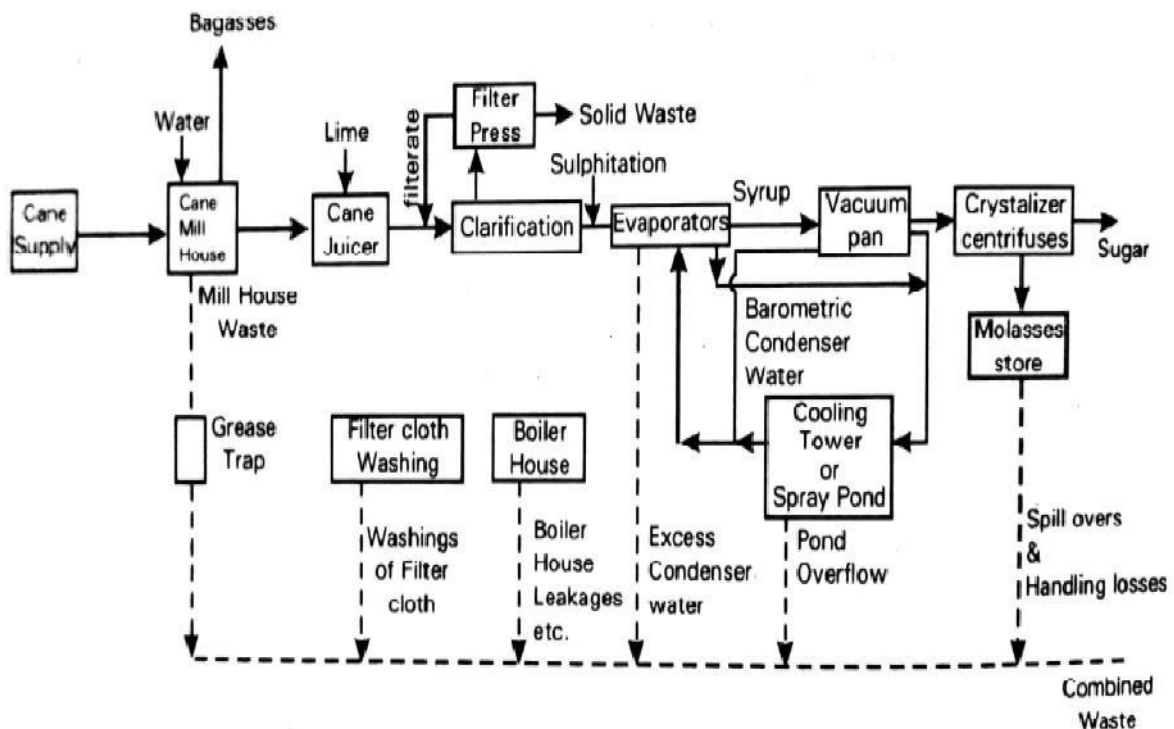 Bagasses
Water
Lime
filterate
Filter
Press
Solid Waste
Sulphitation
Cane
Supply
Cane
Mill
House
Cane
Juicer
Clarification
Evaporators
Syrup
Vacuum
pan
Crystalizer
centrifuses
Sugar
Mill House
Waste
Barometric
Condenser
Water
Molasses
store
Grease
Trap
Filter cloth
Washing
Boiler
House
Cooling
Tower
or
Spray Pond
Washings
of Filter
cloth
Boiler
House
Leakages
etc.
Excess
Condenser
water
Pond
Overflow
Spill overs
&
Handling losses
Combined
Waste